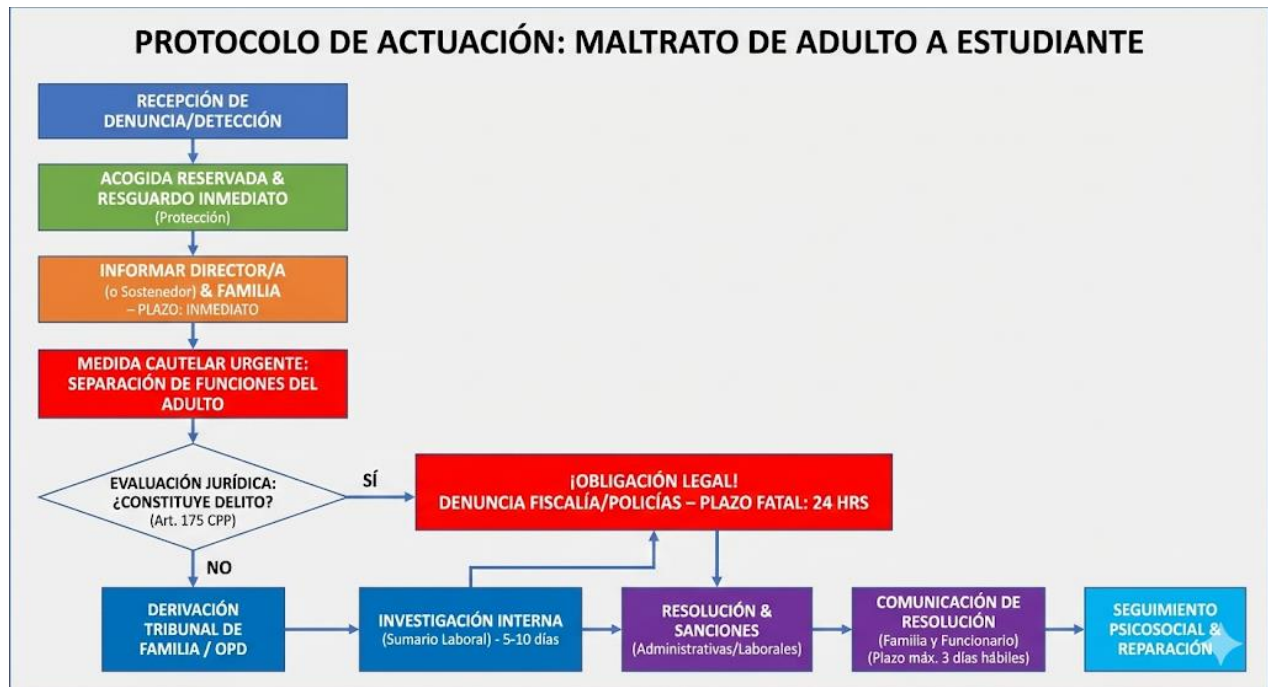 PROTOCOLO DE ACTUACIÓN: MALTRATO DE ADULTO A ESTUDIANTE
RECEPCIÓN DE
DENUNCIA/DETECCIÓN
ACOGIDA RESERVADA &
RESGUARDO INMEDIATO
(Protección)
INFORMAR DIRECTOR/A
(o Sostenedor) & FAMILIA
– PLAZO: INMEDIATO
MEDIDA CAUTELAR URGENTE:
SEPARACIÓN DE FUNCIONES DEL
ADULTO
EVALUACIÓN JURÍDICA:
¿CONSTITUYE DELITO?
(Art. 175 CPP)
SÍ
¡OBLIGACIÓN LEGAL!
DENUNCIA FISCALÍA/POLICÍAS – PLAZO FATAL: 24 HRS
NO
DERIVACIÓN
TRIBUNAL DE
FAMILIA / OPD
INVESTIGACIÓN INTERNA
(Sumario Laboral) - 5-10 días
RESOLUCIÓN &
SANCIONES
(Administrativas/Laborales)
COMUNICACIÓN DE
RESOLUCIÓN
(Familia y Funcionario)
(Plazo máx. 3 días hábiles)
SEGUIMIENTO
PSICOSOCIAL &
REPARACIÓN